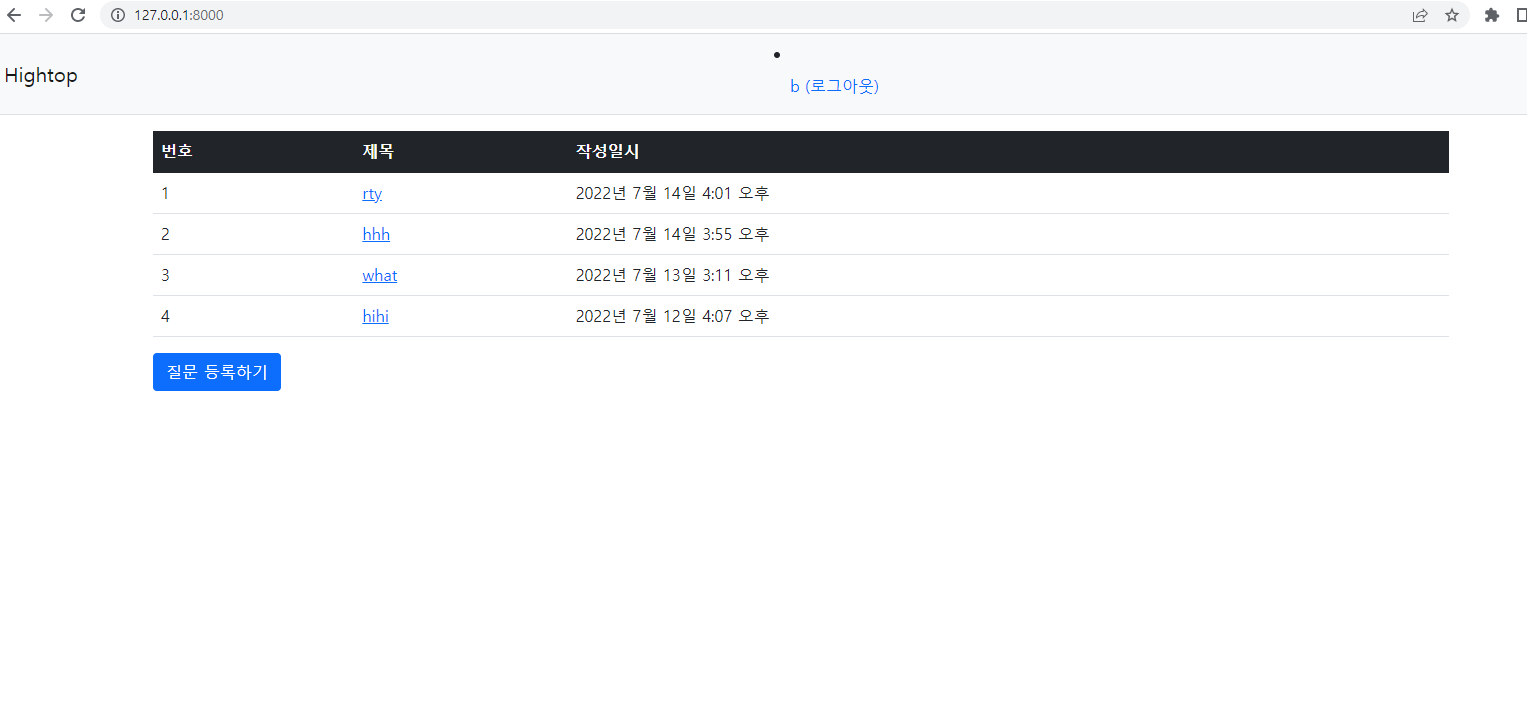 127.0.0.1:8000
Hightop
b (로그아웃)
번호 제목 작성일시
1 rty 2022년 7월 14일 4:01 오후
2 hhh 2022년 7월 14일 3:55 오후
3 what 2022년 7월 13일 3:11 오후
4 hihi 2022년 7월 12일 4:07 오후
질문 등록하기